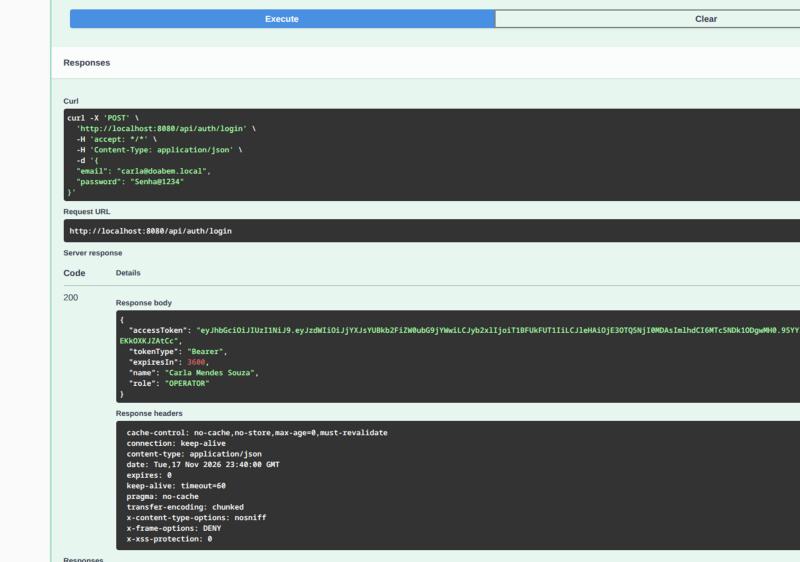 Execute
Clear
Responses
Curl
curl -X 'POST' \
'http://localhost:8080/api/auth/login' \
-H 'accept: */*' \
-H 'Content-Type: application/json' \
-d '{
"email": "carla@doabem.local",
"password": "Senha@1234"
}'
Request URL
http://localhost:8080/api/auth/login
Server response
Code
Details
200
Response body
{
"accessToken":
EKkOXKJZAtCc",
"tokenType": "Bearer",
"expiresIn": 3600,
"name": "Carla Mendes Souza",
"role": "OPERATOR"
}
Response headers
cache-control: no-cache,no-store,max-age=0,must-revalidate
connection: keep-alive
content-type: application/json
date: Tue,17 Nov 2026 23:40:00 GMT
expires: 0
keep-alive: timeout=60
pragma: no-cache
transfer-encoding: chunked
x-content-type-options: nosniff
x-frame-options: DENY
x-xss-protection: 0
Responses